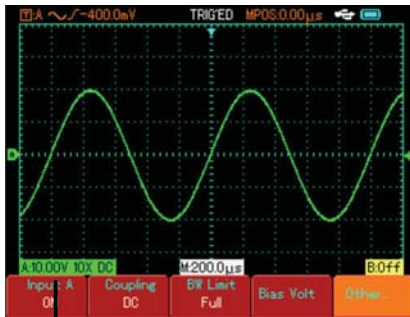 T:A -400.0mV TRIG'ED MPOS:0.00μs
A:10.00V 10X DC M:200.0μs B:Off
Input A Coupling BW Limit Bias Volt Other...
ON DC Full